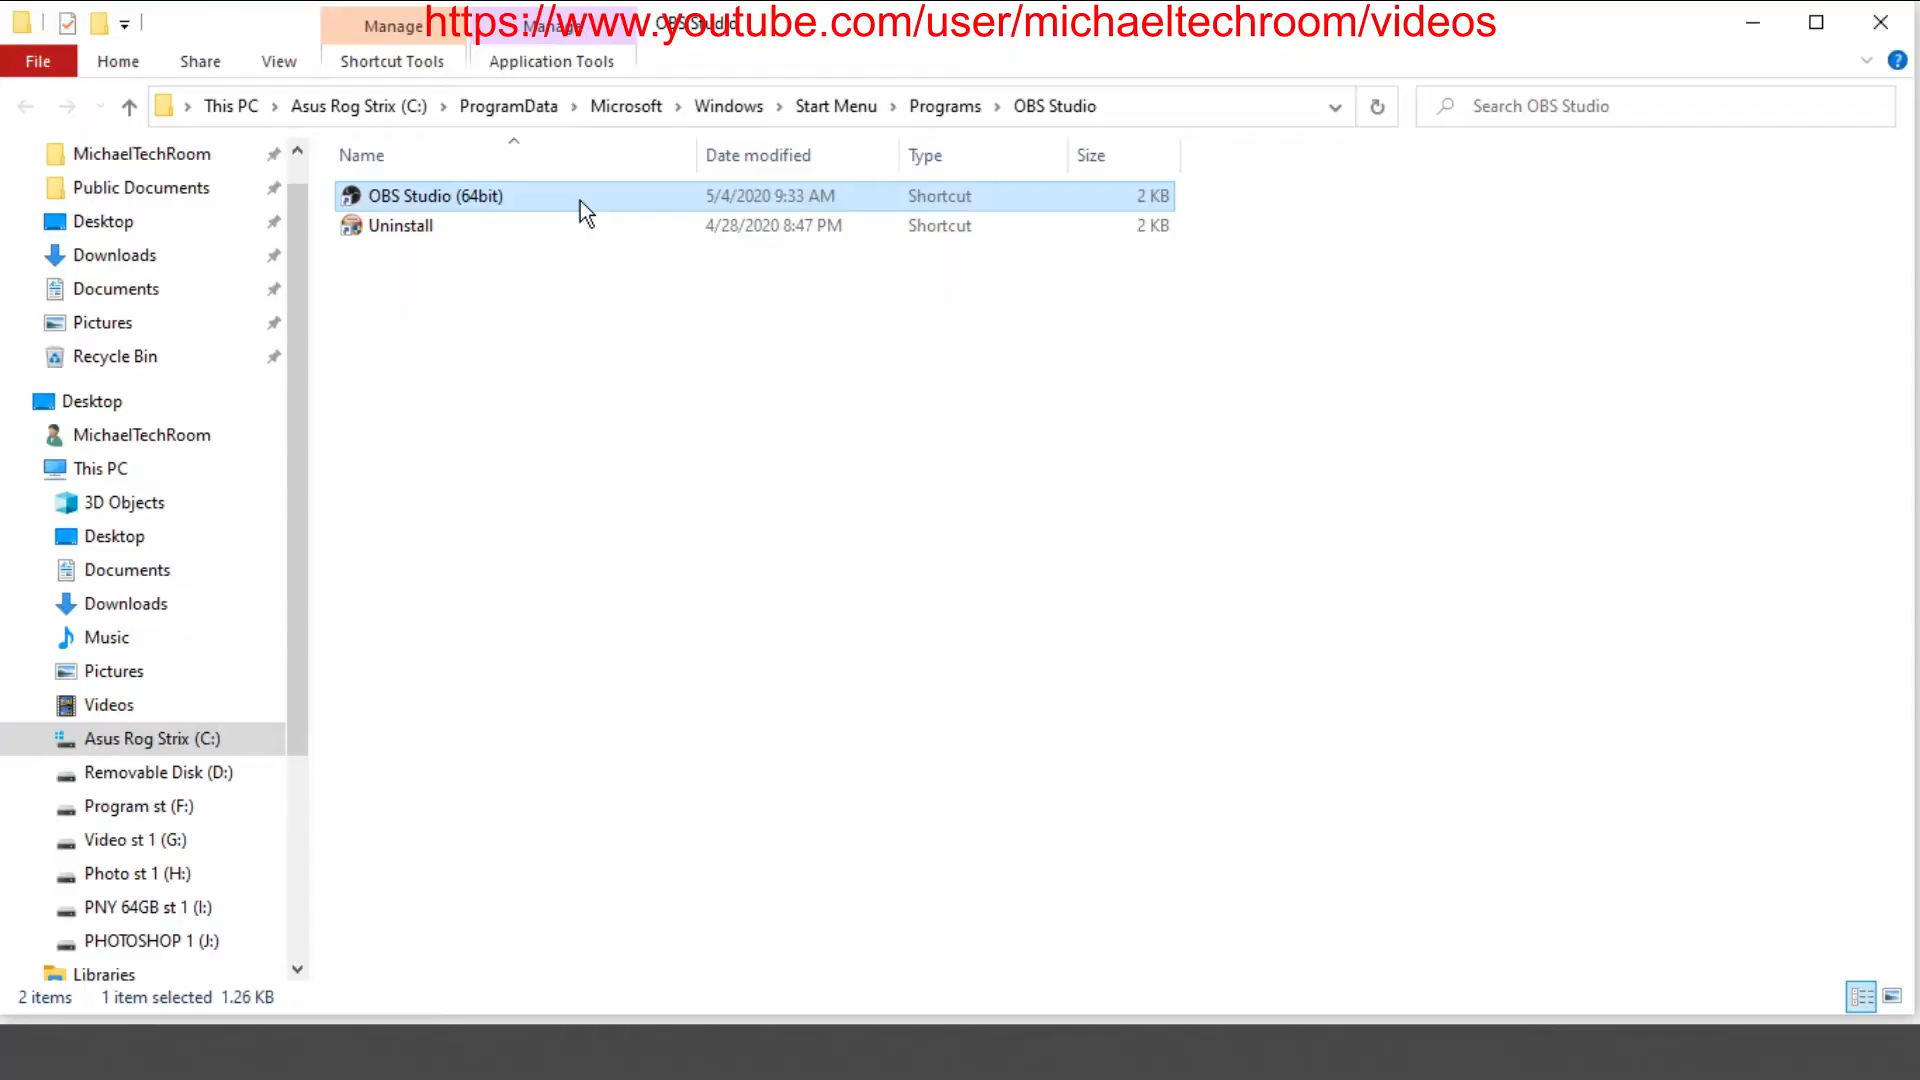 https://www.youtube.com/user/michaeltechroom/videos
Manage
Manage
OBS Studio
File
Home
Share
View
Shortcut Tools
Application Tools
This PC
Asus Rog Strix (C:)
ProgramData
Microsoft
Windows
Start Menu
Programs
OBS Studio
Search OBS Studio
Name
Date modified
Type
Size
OBS Studio (64bit)
5/4/2020 9:33 AM
Shortcut
2 KB
Uninstall
4/28/2020 8:47 PM
Shortcut
2 KB
MichaelTechRoom
Public Documents
Desktop
Downloads
Documents
Pictures
Recycle Bin
Desktop
MichaelTechRoom
This PC
3D Objects
Desktop
Documents
Downloads
Music
Pictures
Videos
Asus Rog Strix (C:)
Removable Disk (D:)
Program st (F:)
Video st 1 (G:)
Photo st 1 (H:)
PNY 64GB st 1 (I:)
PHOTOSHOP 1 (J:)
Libraries
2 items
1 item selected 1.26 KB